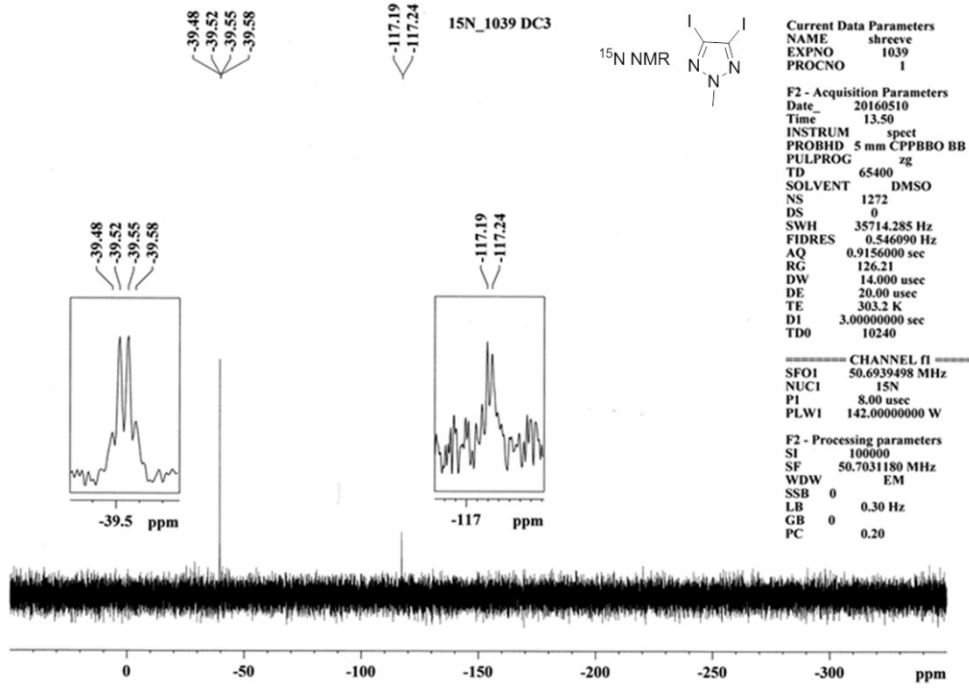 15N_1039 DC3
-39.48
-39.52
-39.55
-39.58
-117.19
-117.24
¹⁵N NMR
I
I
N
N
N
-39.48
-39.52
-39.55
-39.58
-117.19
-117.24
-39.5 ppm
-117 ppm
0
-50
-100
-150
-200
-250
-300
ppm
Current Data Parameters
NAME shreeve
EXPNO 1039
PROCNO 1
F2 - Acquisition Parameters
Date_ 20160510
Time 13.50
INSTRUM spect
PROBHD 5 mm CPPBBO BB
PULPROG zg
TD 65400
SOLVENT DMSO
NS 1272
DS 0
SWH 35714.285 Hz
FIDRES 0.546090 Hz
AQ 0.9156000 sec
RG 126.21
DW 14.000 usec
DE 20.00 usec
TE 303.2 K
D1 3.00000000 sec
TD0 10240
======== CHANNEL f1 =====
SFO1 50.6939498 MHz
NUC1 15N
P1 8.00 usec
PLW1 142.00000000 W
F2 - Processing parameters
SI 100000
SF 50.7031180 MHz
WDW EM
SSB 0
LB 0.30 Hz
GB 0
PC 0.20